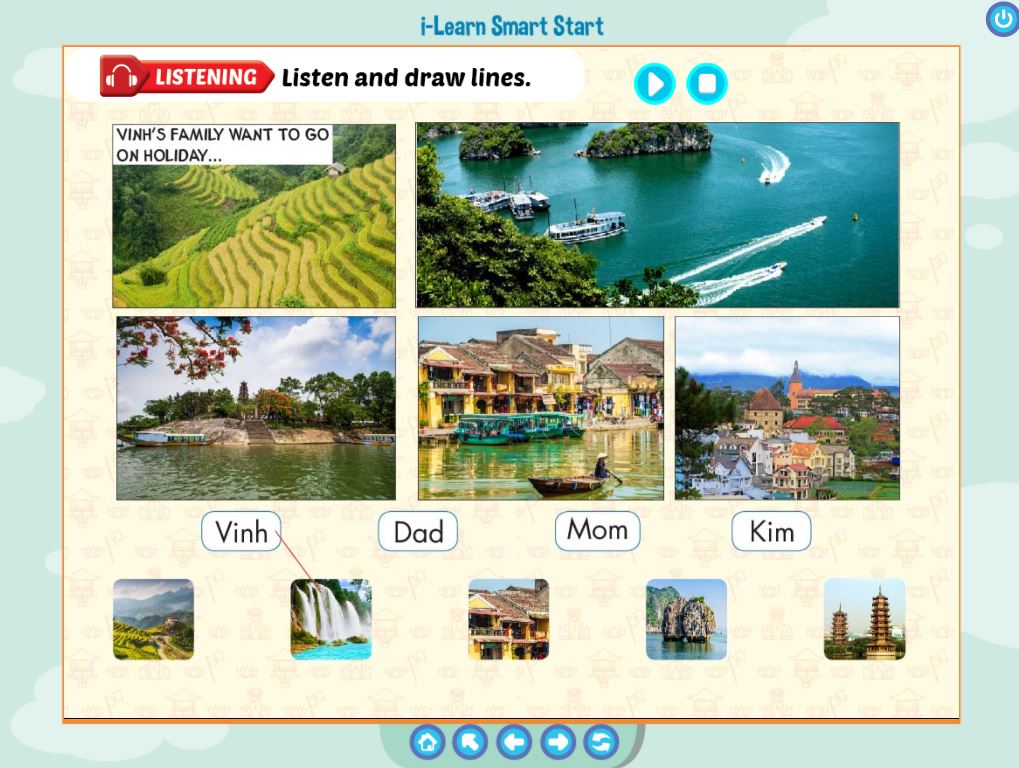 i-Learn Smart Start
LISTENING Listen and draw lines.
VINH'S FAMILY WANT TO GO
ON HOLIDAY...
Vinh Dad Mom Kim